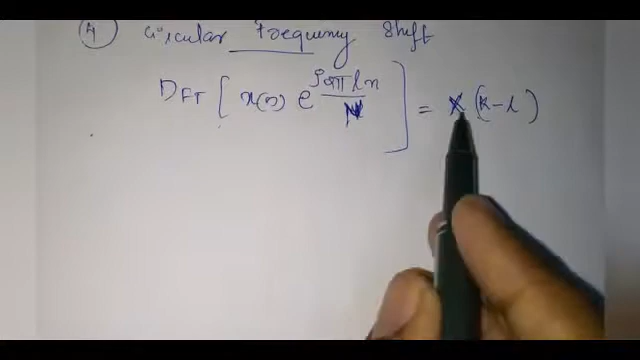 4) Circular Frequency Shift
DFT [ x(n) e^{j2πln/N} ] = X(k-l)